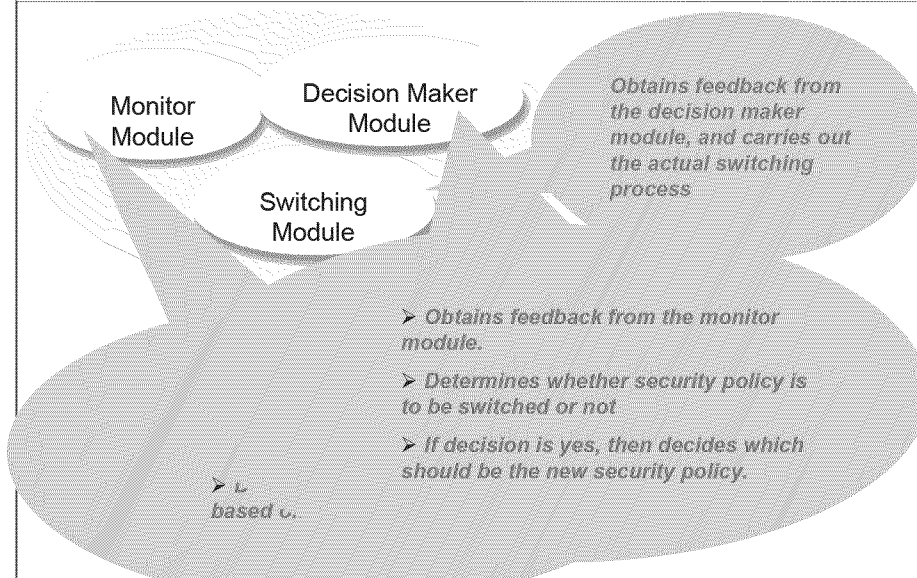 Monitor
Module
Decision Maker
Module
Switching
Module
Obtains feedback from
the decision maker
module, and carries out
the actual switching
process
➢ Obtains feedback from the monitor
module.
➢ Determines whether security policy is
to be switched or not
➢ If decision is yes, then decides which
should be the new security policy.
➢
based